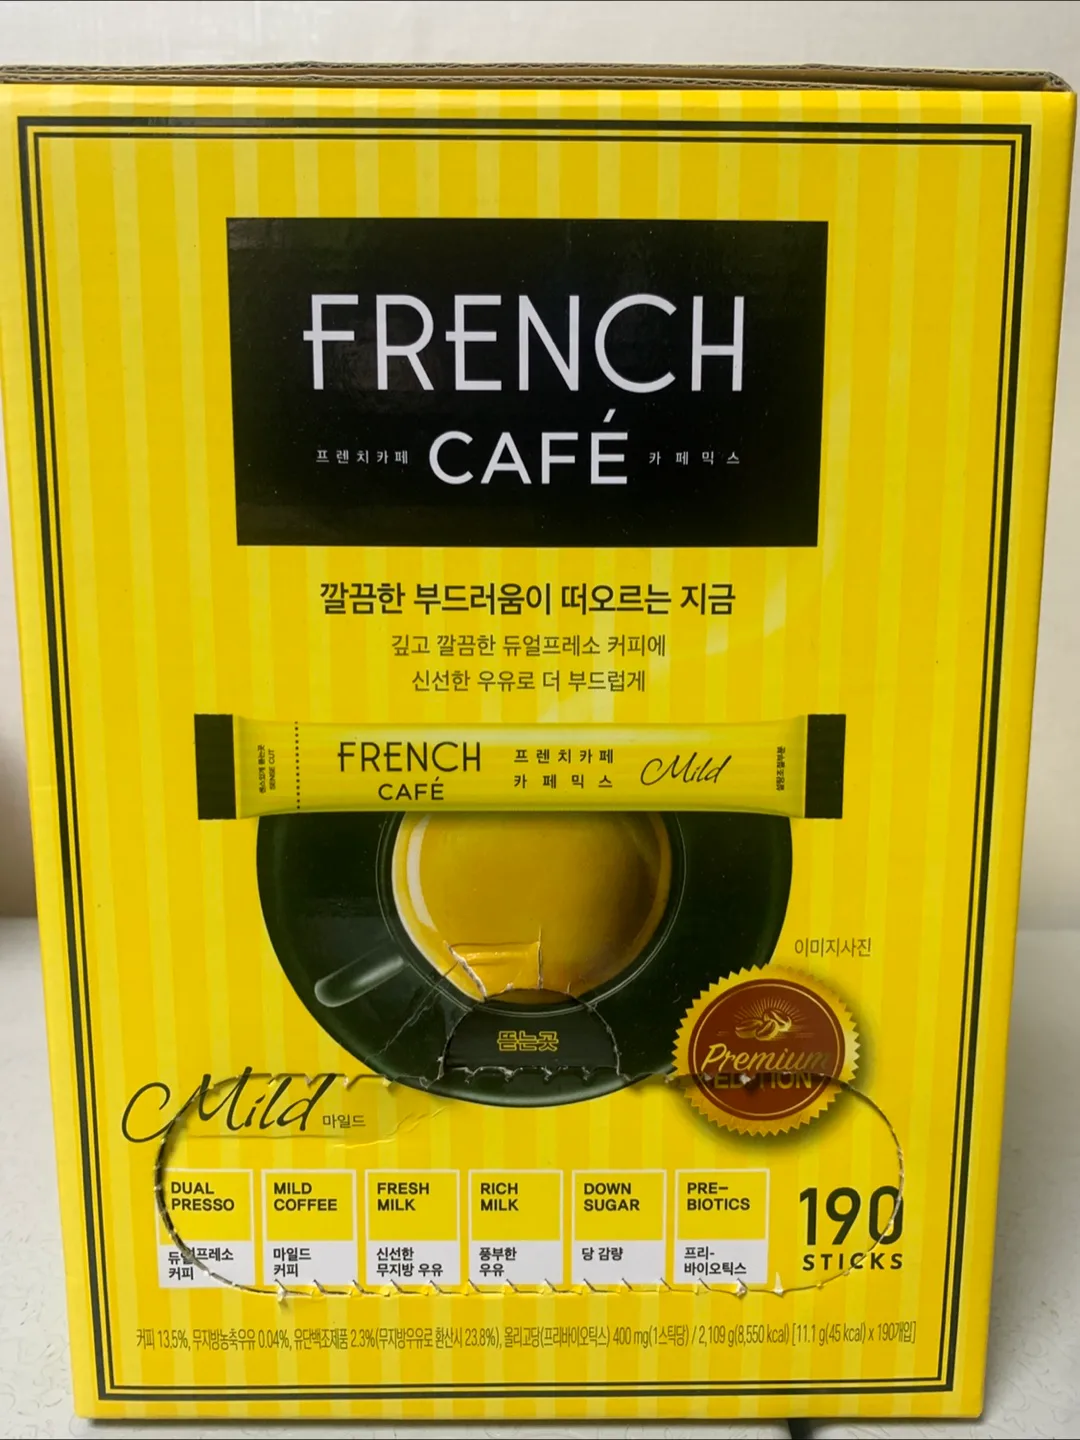 FRENCH
프렌치카페 CAFÉ 카페믹스
깔끔한 부드러움이 떠오르는 지금
깊고 깔끔한 듀얼프레소 커피에
신선한 우유로 더 부드럽게
센스있게 뜯는곳
SENSE CUT
FRENCH
CAFÉ
프렌치카페
카페믹스
Mild
이미지사진
뜯는곳
Premium
EDITION
Mild 마일드
DUAL
PRESSO
듀얼프레소
커피
MILD
COFFEE
마일드
커피
FRESH
MILK
신선한
무지방 우유
RICH
MILK
풍부한
우유
DOWN
SUGAR
당 감량
PRE-
BIOTICS
프리-
바이오틱스
190
STICKS
커피 13.5%, 무지방농축우유 0.04%, 유단백조제품 2.3%(무지방우유로 환산시 23.8%), 올리고당(프리바이오틱스) 400 mg(1스틱당) / 2,109 g(8,550 kcal) [11.1 g(45 kcal) x 190개입]